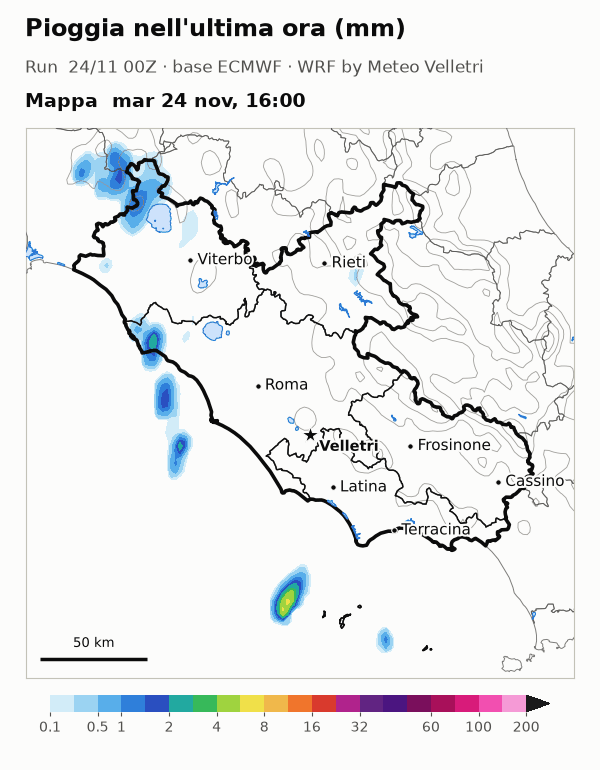 Pioggia nell'ultima ora (mm)
Run  24/11 00Z · base ECMWF · WRF by Meteo Velletri
Mappa  mar 24 nov, 16:00
Viterbo
Rieti
Roma
Velletri
Frosinone
Latina
Cassino
Terracina
50 km
0.1 0.5 1 2 4 8 16 32 60 100 200